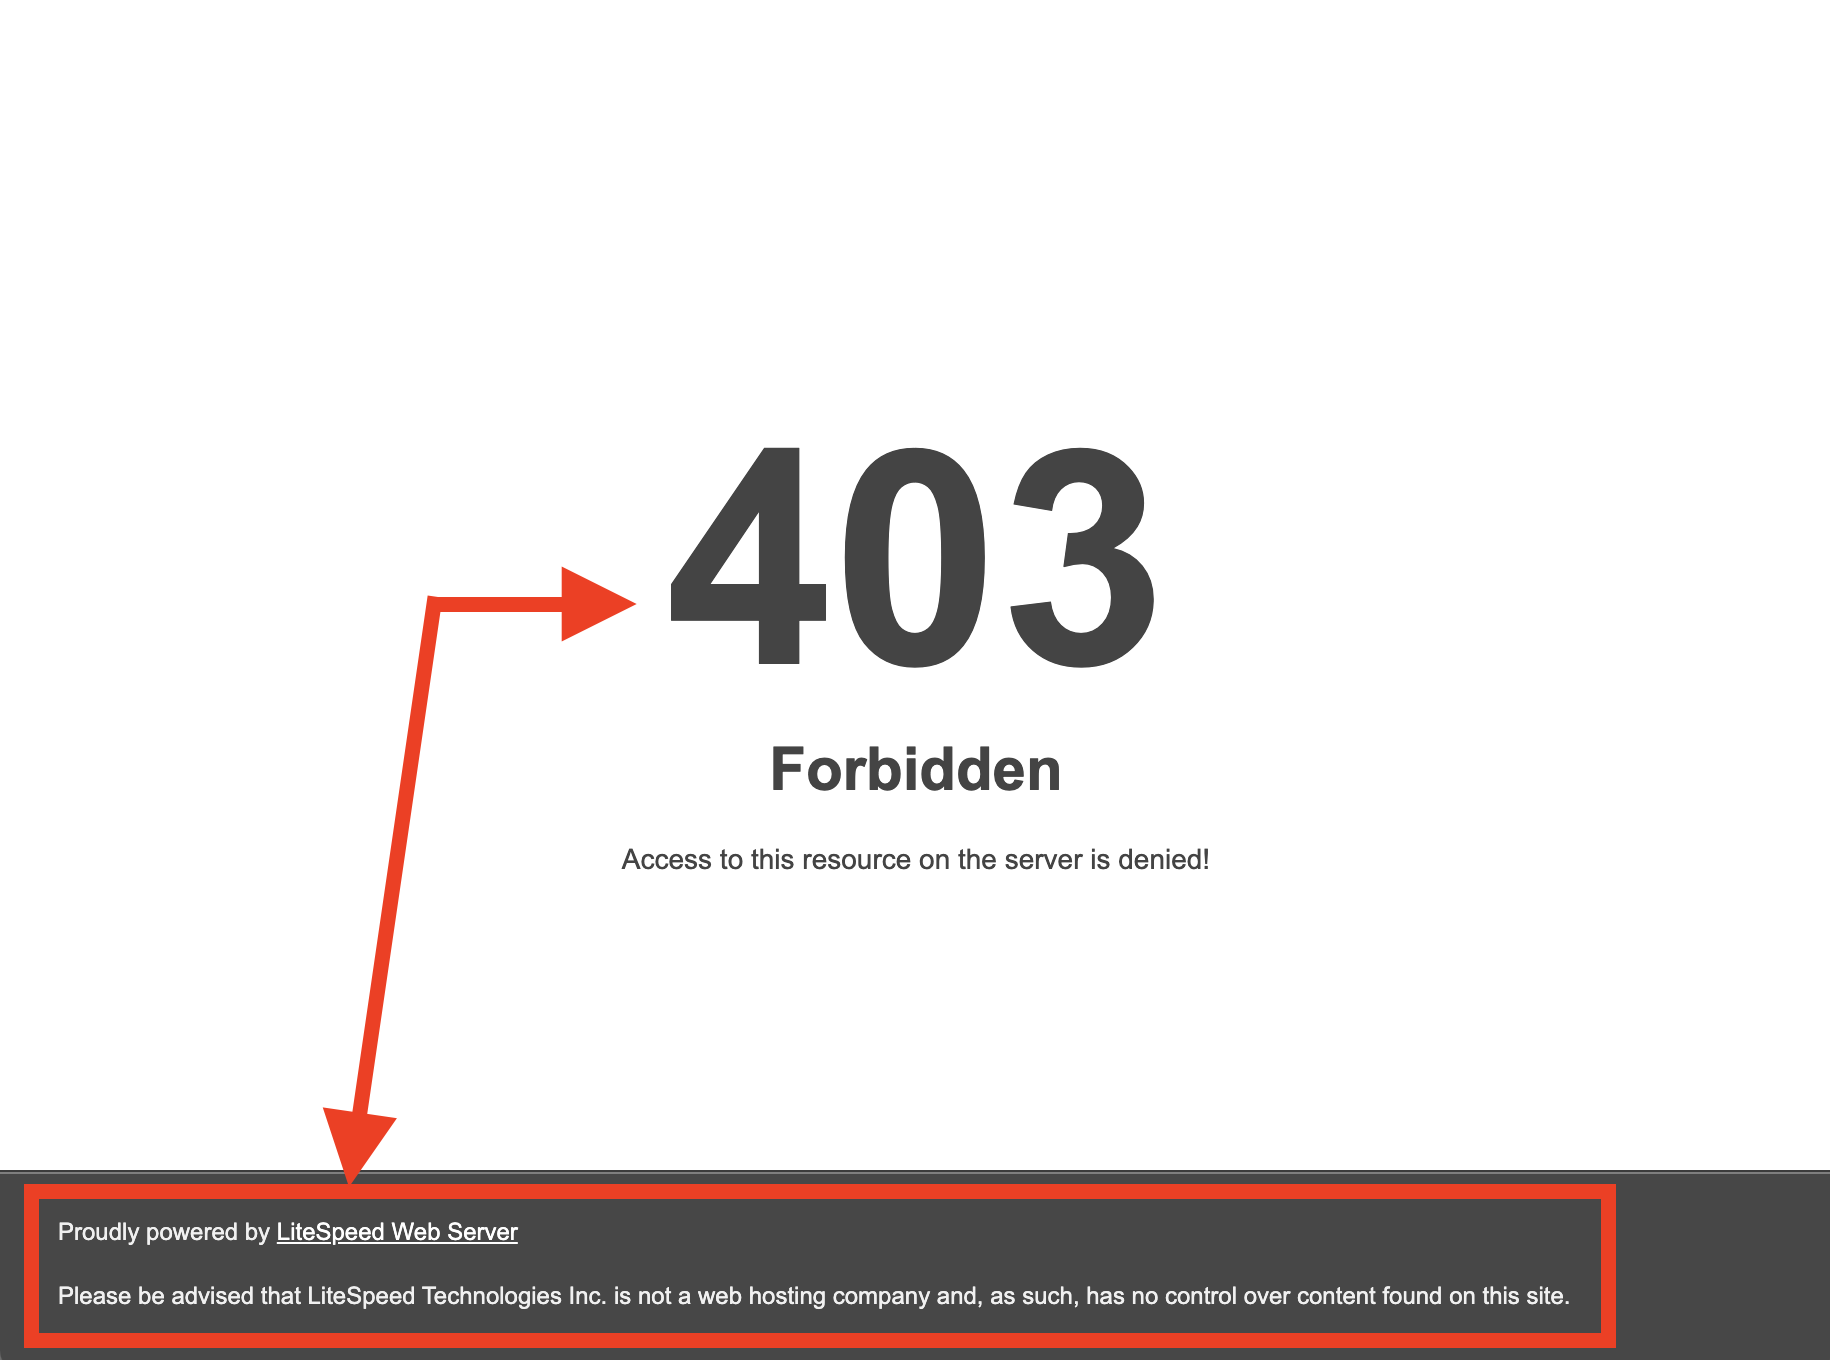 403
Forbidden
Access to this resource on the server is denied!
Proudly powered by LiteSpeed Web Server
Please be advised that LiteSpeed Technologies Inc. is not a web hosting company and, as such, has no control over content found on this site.